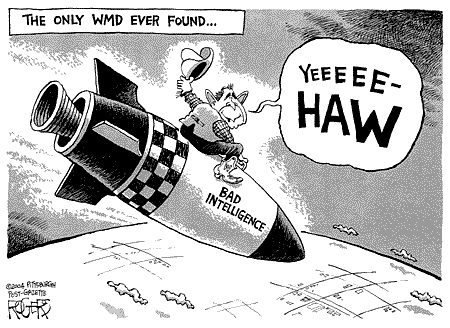 THE ONLY WMD EVER FOUND...
YEEEEE-
HAW
BAD
INTELLIGENCE
©2004 PITTSBURGH
POST-GAZETTE
ROGERS